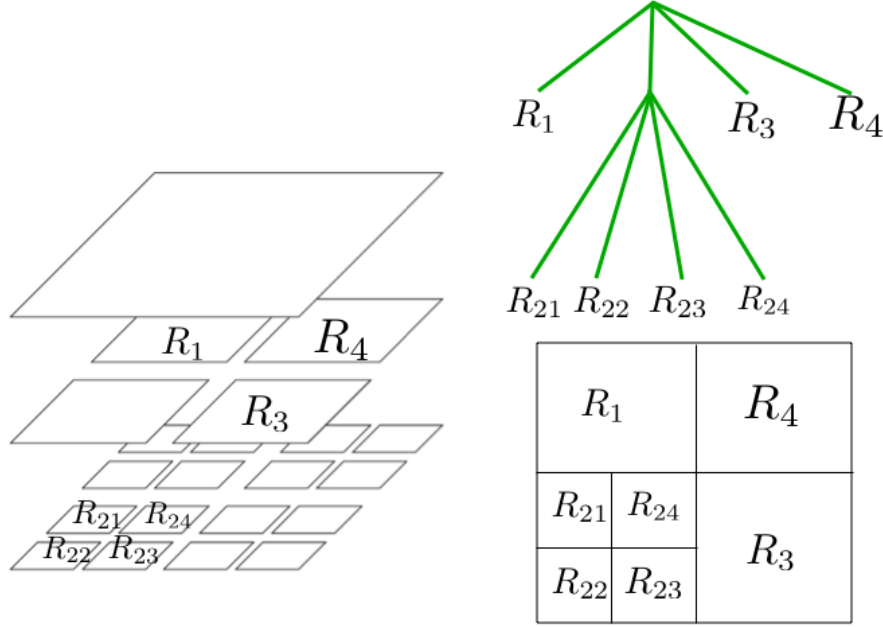 R₁ R₃ R₄
R₂₁ R₂₂ R₂₃ R₂₄
R₁ R₄
R₃
R₂₁ R₂₄
R₂₂ R₂₃
R₁ R₄
R₂₁ R₂₄
R₃
R₂₂ R₂₃